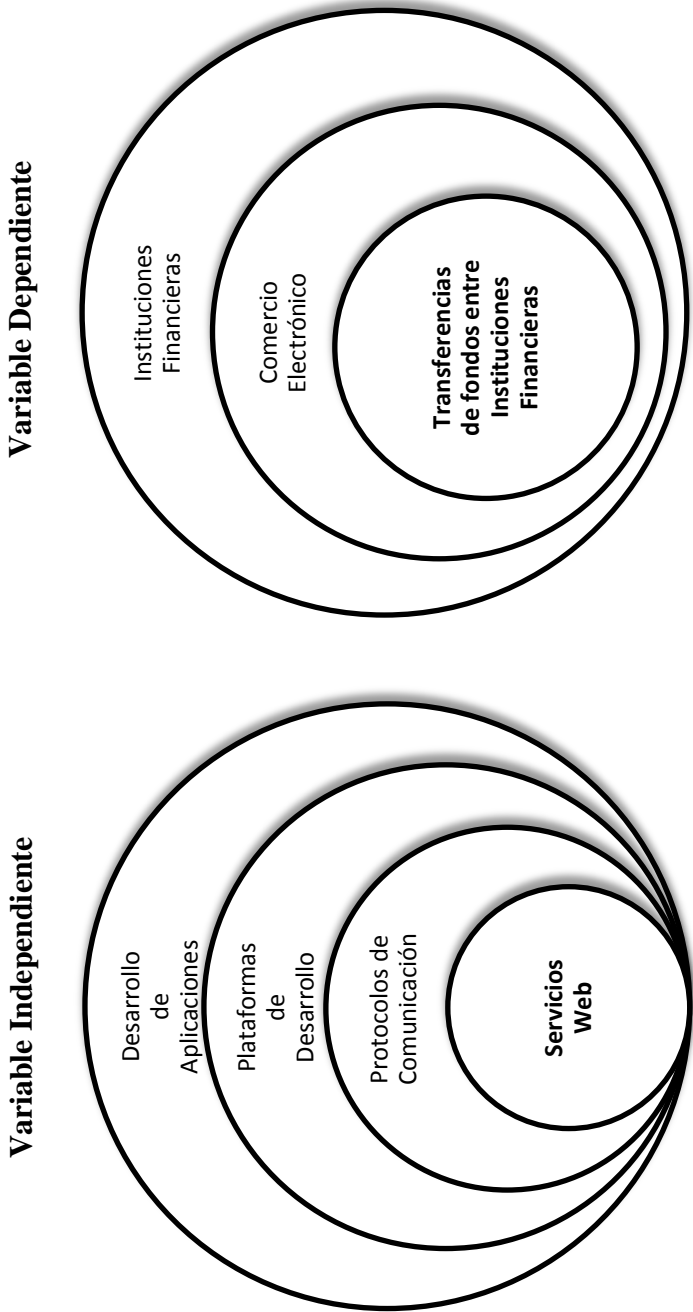 Variable Independiente
Desarrollo
de
Aplicaciones
Plataformas
de
Desarrollo
Protocolos de
Comunicación
Servicios
Web
Variable Dependiente
Instituciones
Financieras
Comercio
Electrónico
Transferencias
de fondos entre
Instituciones
Financieras